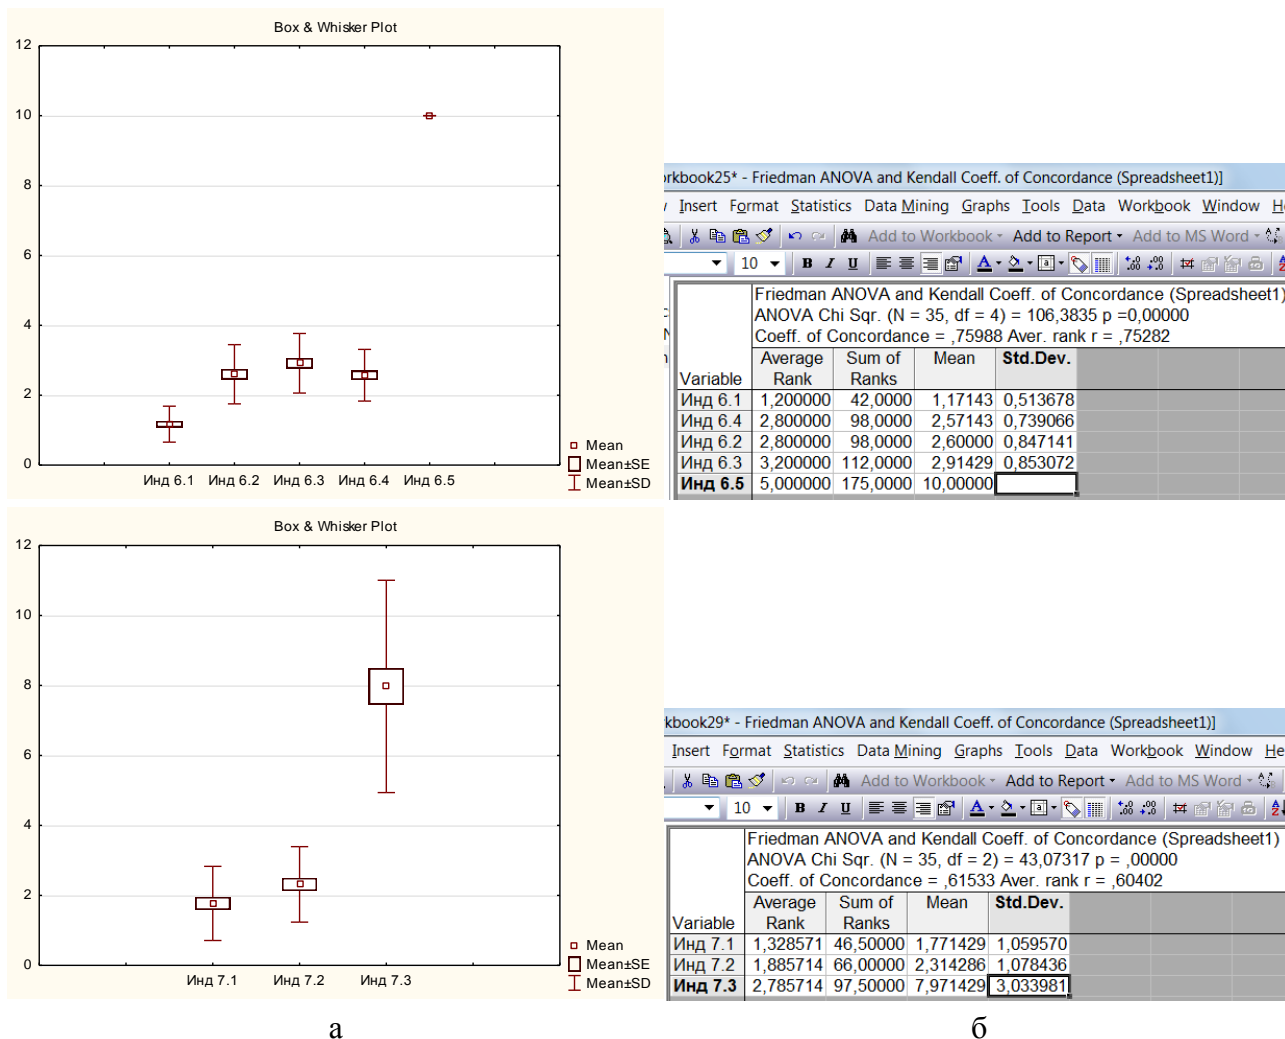 Box & Whisker Plot
12
10
8
6
4
2
0
Инд 6.1 Инд 6.2 Инд 6.3 Инд 6.4 Инд 6.5
Mean
Mean±SE
Mean±SD
rkbook25* - Friedman ANOVA and Kendall Coeff. of Concordance (Spreadsheet1)]
Insert Format Statistics Data Mining Graphs Tools Data Workbook Window He
Add to Workbook Add to Report Add to MS Word
10 B I U
Friedman ANOVA and Kendall Coeff. of Concordance (Spreadsheet1)
ANOVA Chi Sqr. (N = 35, df = 4) = 106,3835 p =0,00000
Coeff. of Concordance = ,75988 Aver. rank r = ,75282
Variable Average Rank Sum of Ranks Mean Std.Dev.
Инд 6.1 1,200000 42,0000 1,17143 0,513678
Инд 6.4 2,800000 98,0000 2,57143 0,739066
Инд 6.2 2,800000 98,0000 2,60000 0,847141
Инд 6.3 3,200000 112,0000 2,91429 0,853072
Инд 6.5 5,000000 175,0000 10,00000
Box & Whisker Plot
12
10
8
6
4
2
0
Инд 7.1 Инд 7.2 Инд 7.3
Mean
Mean±SE
Mean±SD
kbook29* - Friedman ANOVA and Kendall Coeff. of Concordance (Spreadsheet1)]
Insert Format Statistics Data Mining Graphs Tools Data Workbook Window He
Add to Workbook Add to Report Add to MS Word
10 B I U
Friedman ANOVA and Kendall Coeff. of Concordance (Spreadsheet1)
ANOVA Chi Sqr. (N = 35, df = 2) = 43,07317 p = ,00000
Coeff. of Concordance = ,61533 Aver. rank r = ,60402
Variable Average Rank Sum of Ranks Mean Std.Dev.
Инд 7.1 1,328571 46,50000 1,771429 1,059570
Инд 7.2 1,885714 66,00000 2,314286 1,078436
Инд 7.3 2,785714 97,50000 7,971429 3,033981
а б